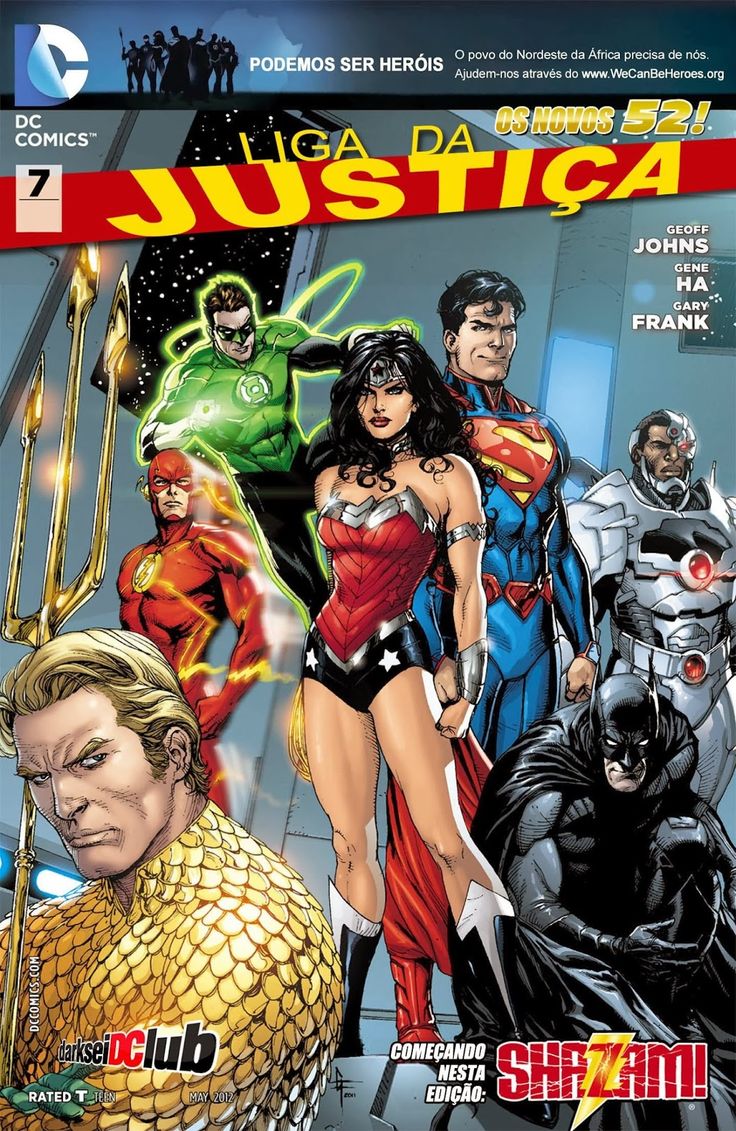 PODEMOS SER HERÓIS
O povo do Nordeste da África precisa de nós.
Ajudem-nos através do www.WeCanBeHeroes.org
DC
COMICS™
OS NOVOS 52!
LIGA DA
JUSTIÇA
7
GEOFF
JOHNS
GENE
HA
GARY
FRANK
DCCOMICS.COM
darkseiDClub
COMEÇANDO
NESTA
EDIÇÃO:
SHAZAM!
®
RATED T TEEN
MAY 2012
2011